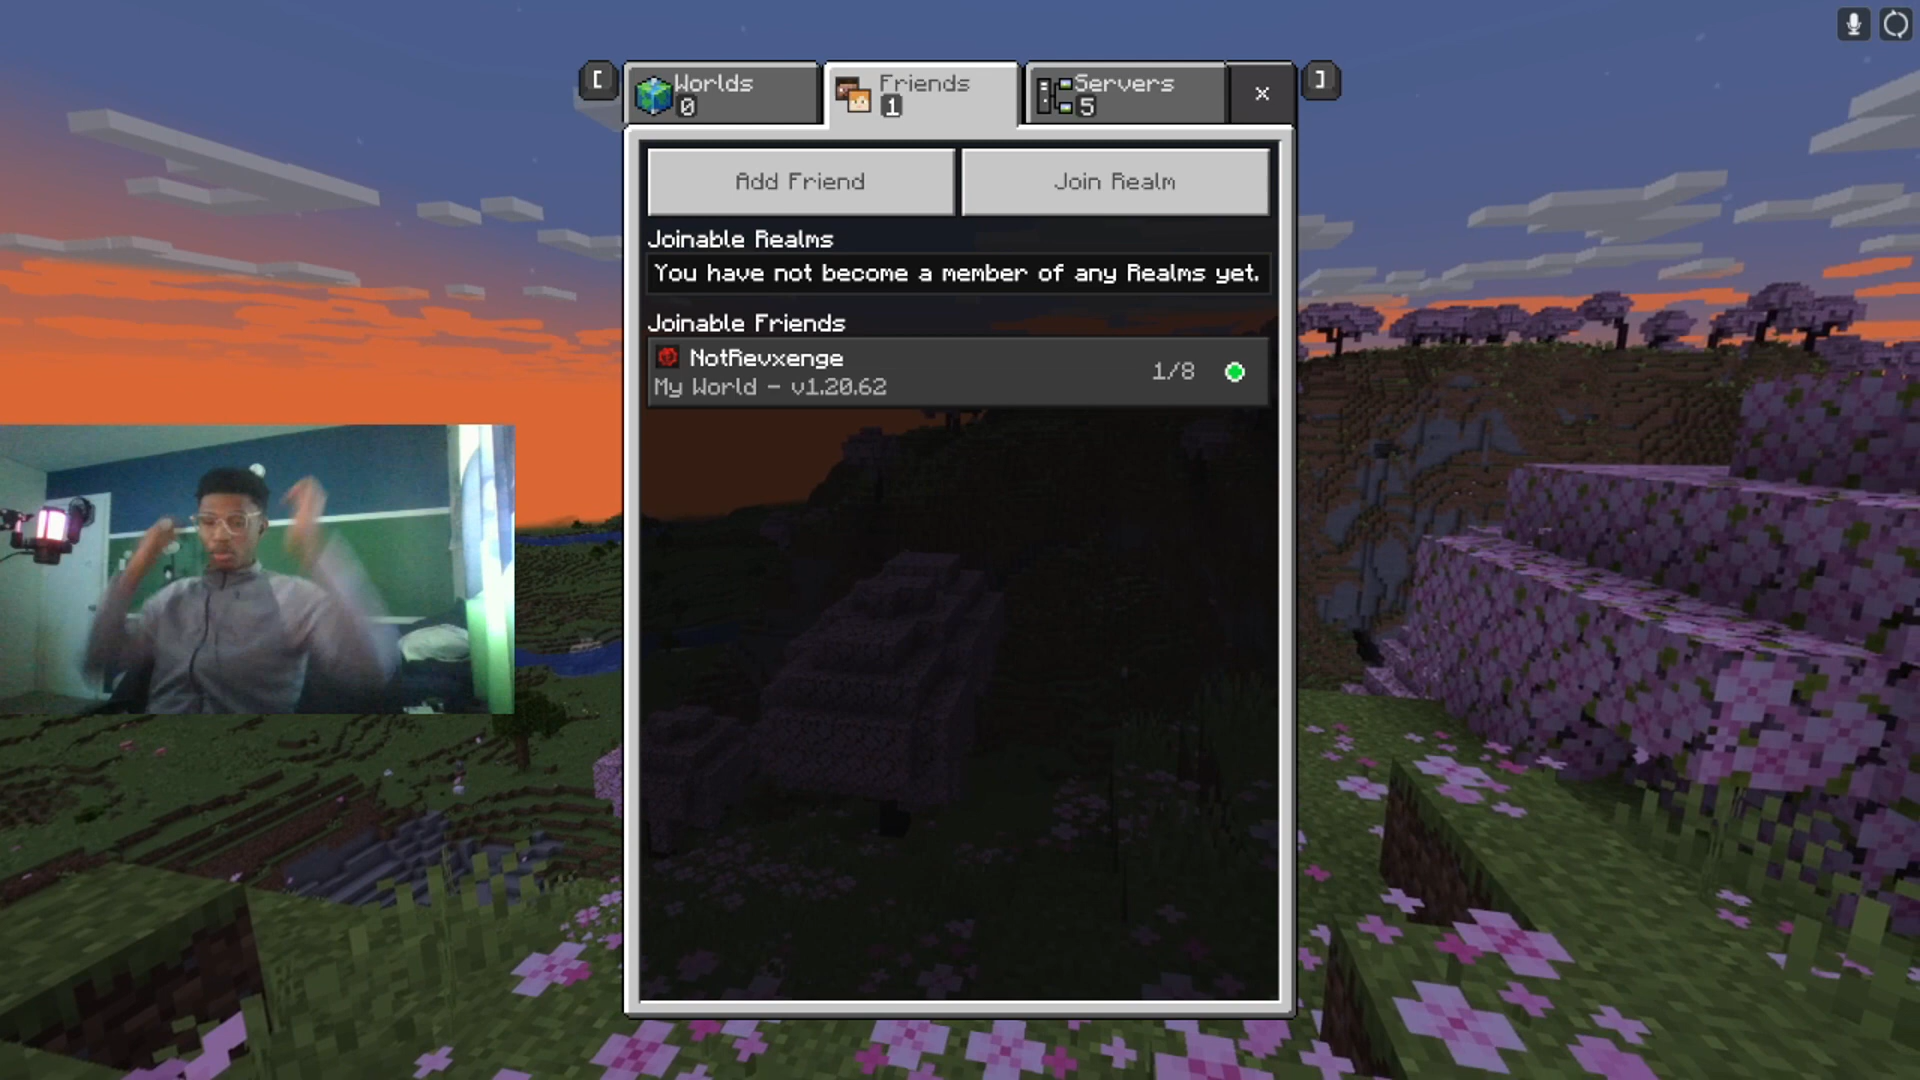 [
Worlds
0
Friends
1
Servers
5
×
]
Add Friend
Join Realm
Joinable Realms
You have not become a member of any Realms yet.
Joinable Friends
NotRevxenge
1/8
My World - v1.20.62